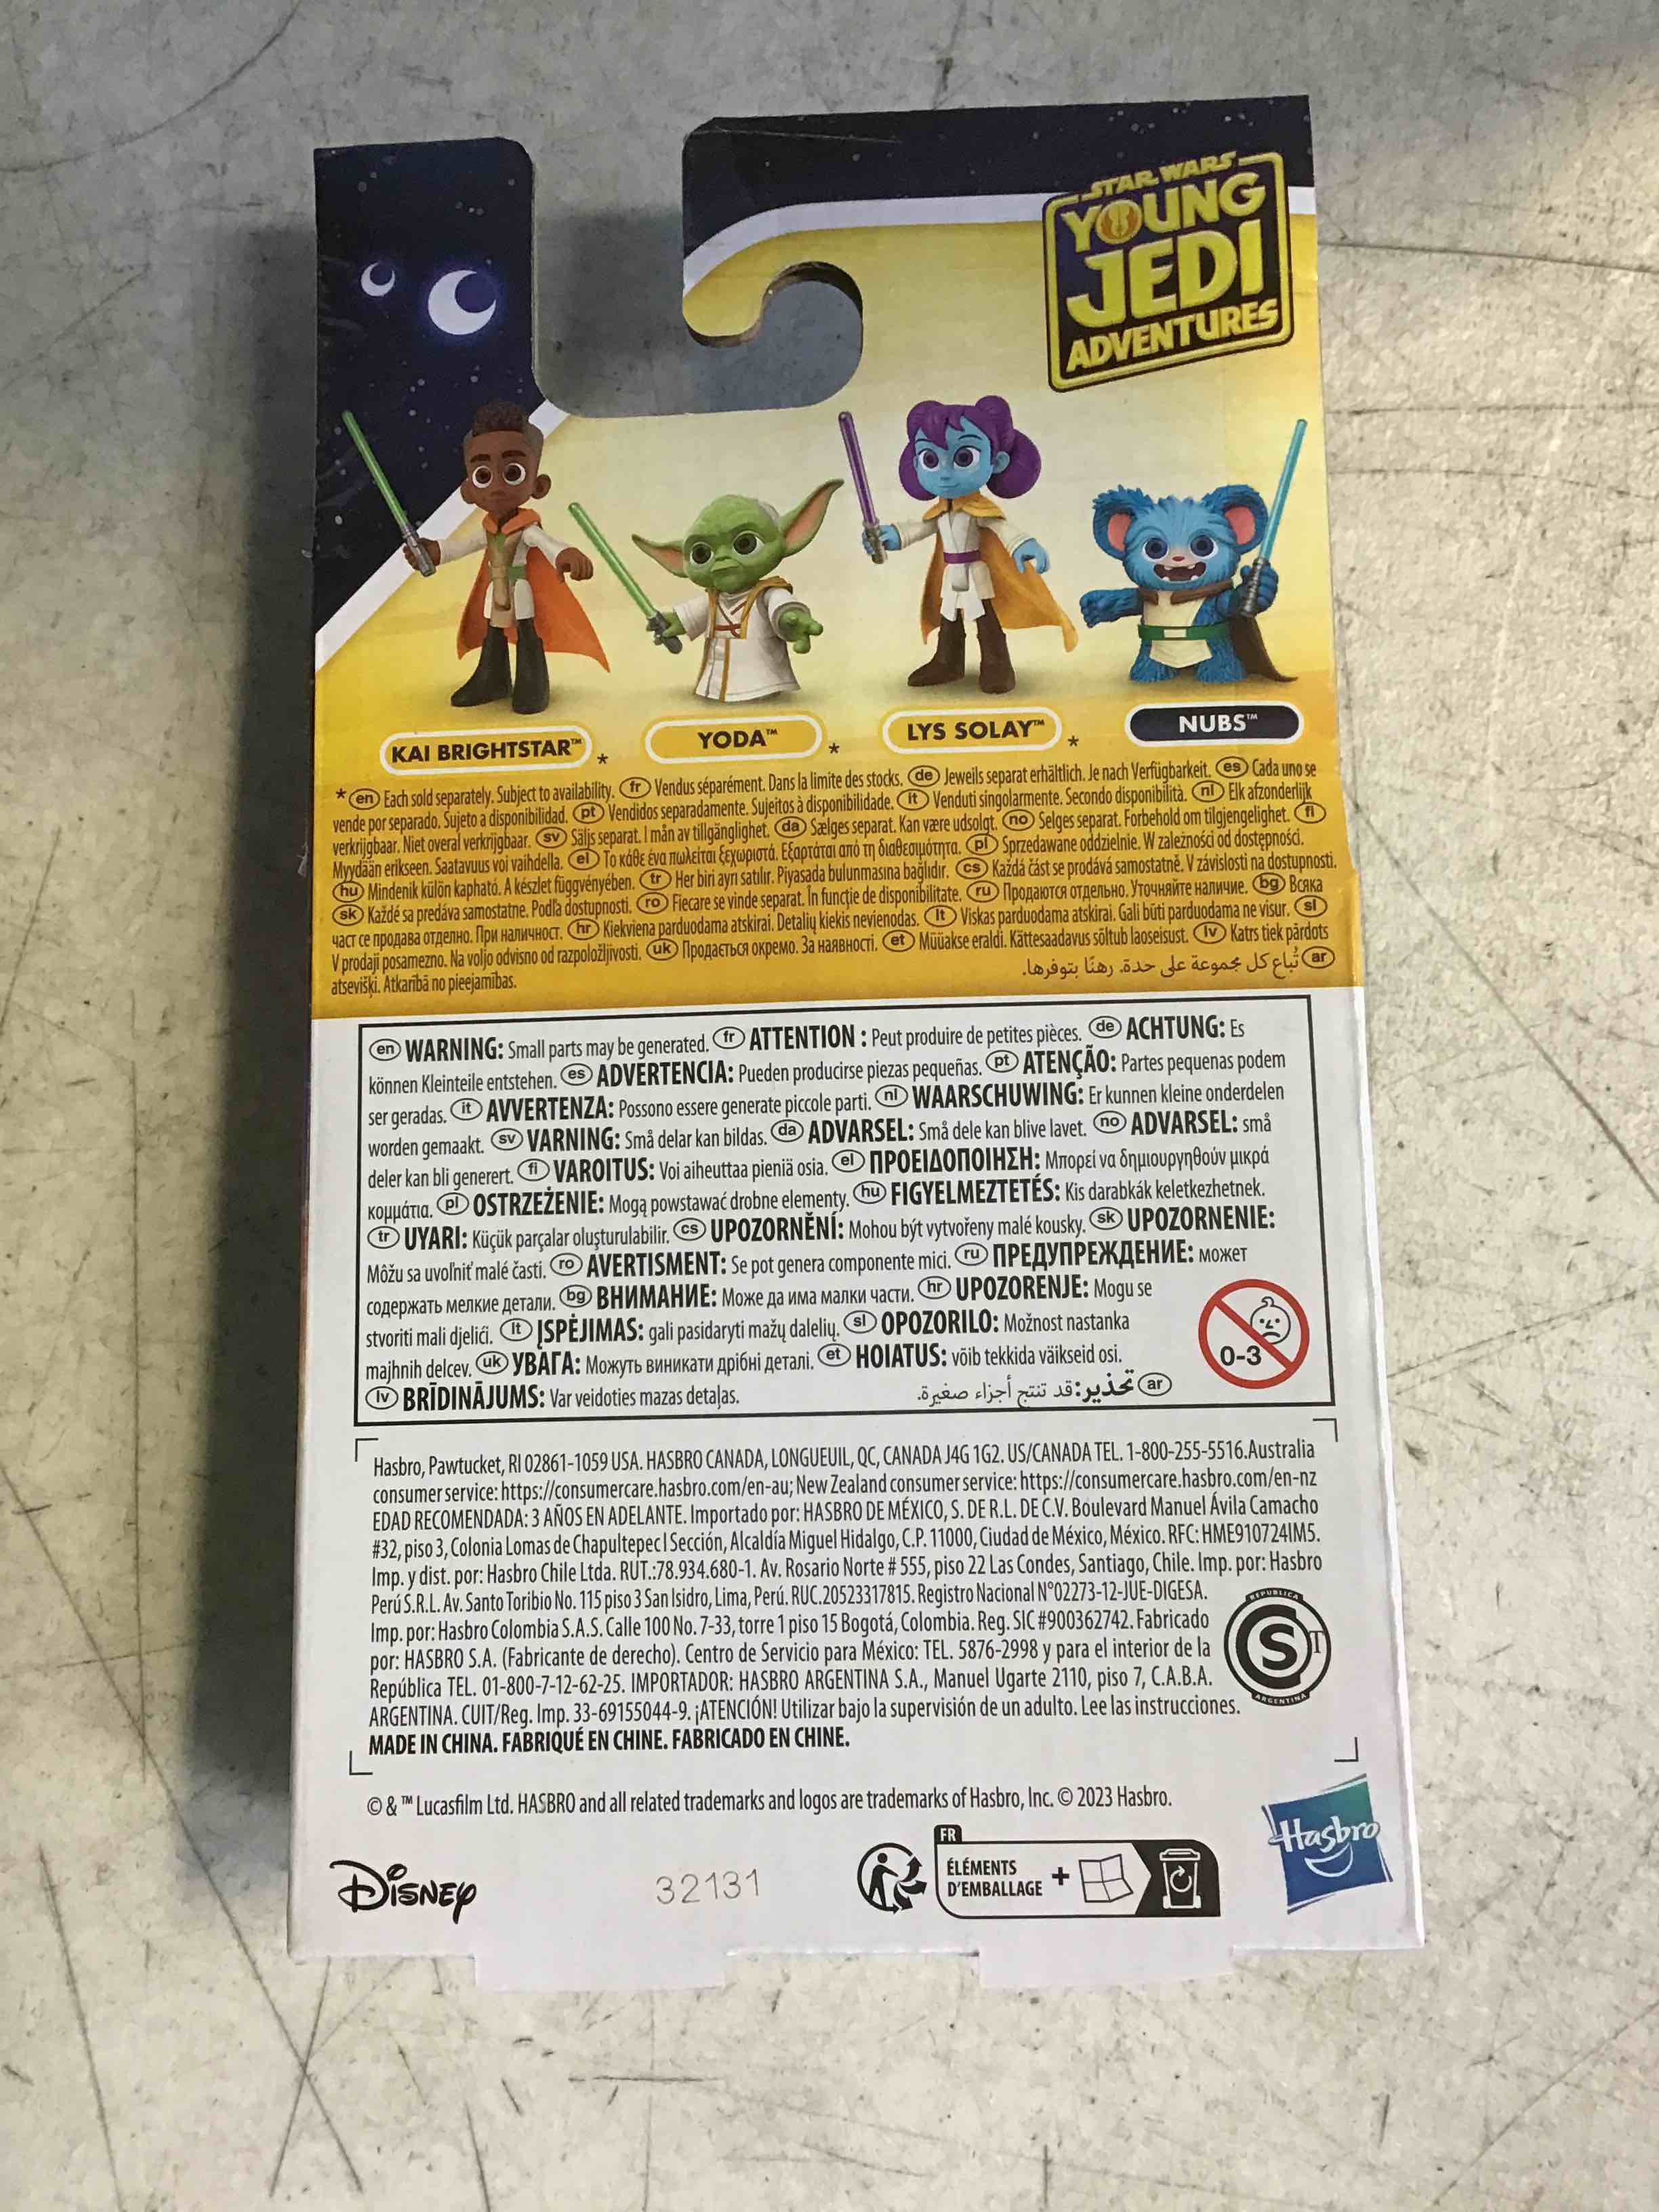 STAR WARS
YOUNG
JEDI
ADVENTURES
KAI BRIGHTSTAR™ *
YODA™ *
LYS SOLAY™ *
NUBS™
* en Each sold separately. Subject to availability. fr Vendus séparément. Dans la limite des stocks. de Jeweils separat erhältlich. Je nach Verfügbarkeit. es Cada uno se
vende por separado. Sujeto a disponibilidad. pt Vendidos separadamente. Sujeitos à disponibilidade. it Venduti singolarmente. Secondo disponibilità. nl Elk afzonderlijk
verkrijgbaar. Niet overal verkrijgbaar. sv Säljs separat. I mån av tillgänglighet. da Sælges separat. Kan være udsolgt. no Selges separat. Forbehold om tilgjengelighet. fi
Myydään erikseen. Saatavuus voi vaihdella. el Το κάθε ένα πωλείται ξεχωριστά. Εξαρτάται από τη διαθεσιμότητα. pl Sprzedawane oddzielnie. W zależności od dostępności.
hu Mindenik külön kapható. A készlet függvényében. tr Her biri ayrı satılır. Piyasada bulunmasına bağlıdır. cs Každá část se prodává samostatně. V závislosti na dostupnosti.
sk Každé sa predáva samostatne. Podľa dostupnosti. ro Fiecare se vinde separat. În funcție de disponibilitate. ru Продаются отдельно. Уточняйте наличие. bg Всяка
част се продава отделно. При наличност. hr Kiekviena parduodama atskirai. Detalių kiekis nevienodas. lt Viskas parduodama atskirai. Gali būti parduodama ne visur. sl
V prodaji posamezno. Na voljo odvisno od razpoložljivosti. uk Продається окремо. За наявності. et Müüakse eraldi. Kättesaadavus sõltub laoseisust. lv Katrs tiek pārdots
atsevišķi. Atkarībā no pieejamības. ar تُباع كل مجموعة على حدة. رهنًا بتوفرها.
en WARNING: Small parts may be generated. fr ATTENTION : Peut produire de petites pièces. de ACHTUNG: Es
können Kleinteile entstehen. es ADVERTENCIA: Pueden producirse piezas pequeñas. pt ATENÇÃO: Partes pequenas podem
ser geradas. it AVVERTENZA: Possono essere generate piccole parti. nl WAARSCHUWING: Er kunnen kleine onderdelen
worden gemaakt. sv VARNING: Små delar kan bildas. da ADVARSEL: Små dele kan blive lavet. no ADVARSEL: små
deler kan bli generert. fi VAROITUS: Voi aiheuttaa pieniä osia. el ΠΡΟΕΙΔΟΠΟΙΗΣΗ: Μπορεί να δημιουργηθούν μικρά
κομμάτια. pl OSTRZEŻENIE: Mogą powstawać drobne elementy. hu FIGYELMEZTETÉS: Kis darabkák keletkezhetnek.
tr UYARI: Küçük parçalar oluşturulabilir. cs UPOZORNĚNÍ: Mohou být vytvořeny malé kousky. sk UPOZORNENIE:
Môžu sa uvoľniť malé časti. ro AVERTISMENT: Se pot genera componente mici. ru ПРЕДУПРЕЖДЕНИЕ: может
содержать мелкие детали. bg ВНИМАНИЕ: Може да има малки части. hr UPOZORENJE: Mogu se
stvoriti mali djelići. lt ĮSPĖJIMAS: gali pasidaryti mažų dalelių. sl OPOZORILO: Možnost nastanka
majhnih delcev. uk УВАГА: Можуть виникати дрібні деталі. et HOIATUS: võib tekkida väikseid osi.
lv BRĪDINĀJUMS: Var veidoties mazas detaļas. ar تحذير: قد تنتج أجزاء صغيرة.
0-3
Hasbro, Pawtucket, RI 02861-1059 USA. HASBRO CANADA, LONGUEUIL, QC, CANADA J4G 1G2. US/CANADA TEL. 1-800-255-5516.Australia
consumer service: https://consumercare.hasbro.com/en-au; New Zealand consumer service: https://consumercare.hasbro.com/en-nz
EDAD RECOMENDADA: 3 AÑOS EN ADELANTE. Importado por: HASBRO DE MÉXICO, S. DE R.L. DE C.V. Boulevard Manuel Ávila Camacho
#32, piso 3, Colonia Lomas de Chapultepec I Sección, Alcaldía Miguel Hidalgo, C.P. 11000, Ciudad de México, México. RFC: HME910724IM5.
Imp. y dist. por: Hasbro Chile Ltda. RUT.:78.934.680-1. Av. Rosario Norte # 555, piso 22 Las Condes, Santiago, Chile. Imp. por: Hasbro
Perú S.R.L. Av. Santo Toribio No. 115 piso 3 San Isidro, Lima, Perú. RUC.20523317815. Registro Nacional N°02273-12-JUE-DIGESA.
Imp. por: Hasbro Colombia S.A.S. Calle 100 No. 7-33, torre 1 piso 15 Bogotá, Colombia. Reg. SIC #900362742. Fabricado
por: HASBRO S.A. (Fabricante de derecho). Centro de Servicio para México: TEL. 5876-2998 y para el interior de la
República TEL. 01-800-7-12-62-25. IMPORTADOR: HASBRO ARGENTINA S.A., Manuel Ugarte 2110, piso 7, C.A.B.A.
ARGENTINA. CUIT/Reg. Imp. 33-69155044-9. ¡ATENCIÓN! Utilizar bajo la supervisión de un adulto. Lee las instrucciones.
MADE IN CHINA. FABRIQUÉ EN CHINE. FABRICADO EN CHINE.
REPUBLICA
S T
ARGENTINA
© & ™ Lucasfilm Ltd. HASBRO and all related trademarks and logos are trademarks of Hasbro, Inc. © 2023 Hasbro.
Disney
32131
FR
ÉLÉMENTS
D'EMBALLAGE +
Hasbro